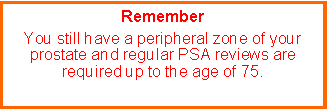 Remember
You still have a peripheral zone of your
prostate and regular PSA reviews are
required up to the age of 75.